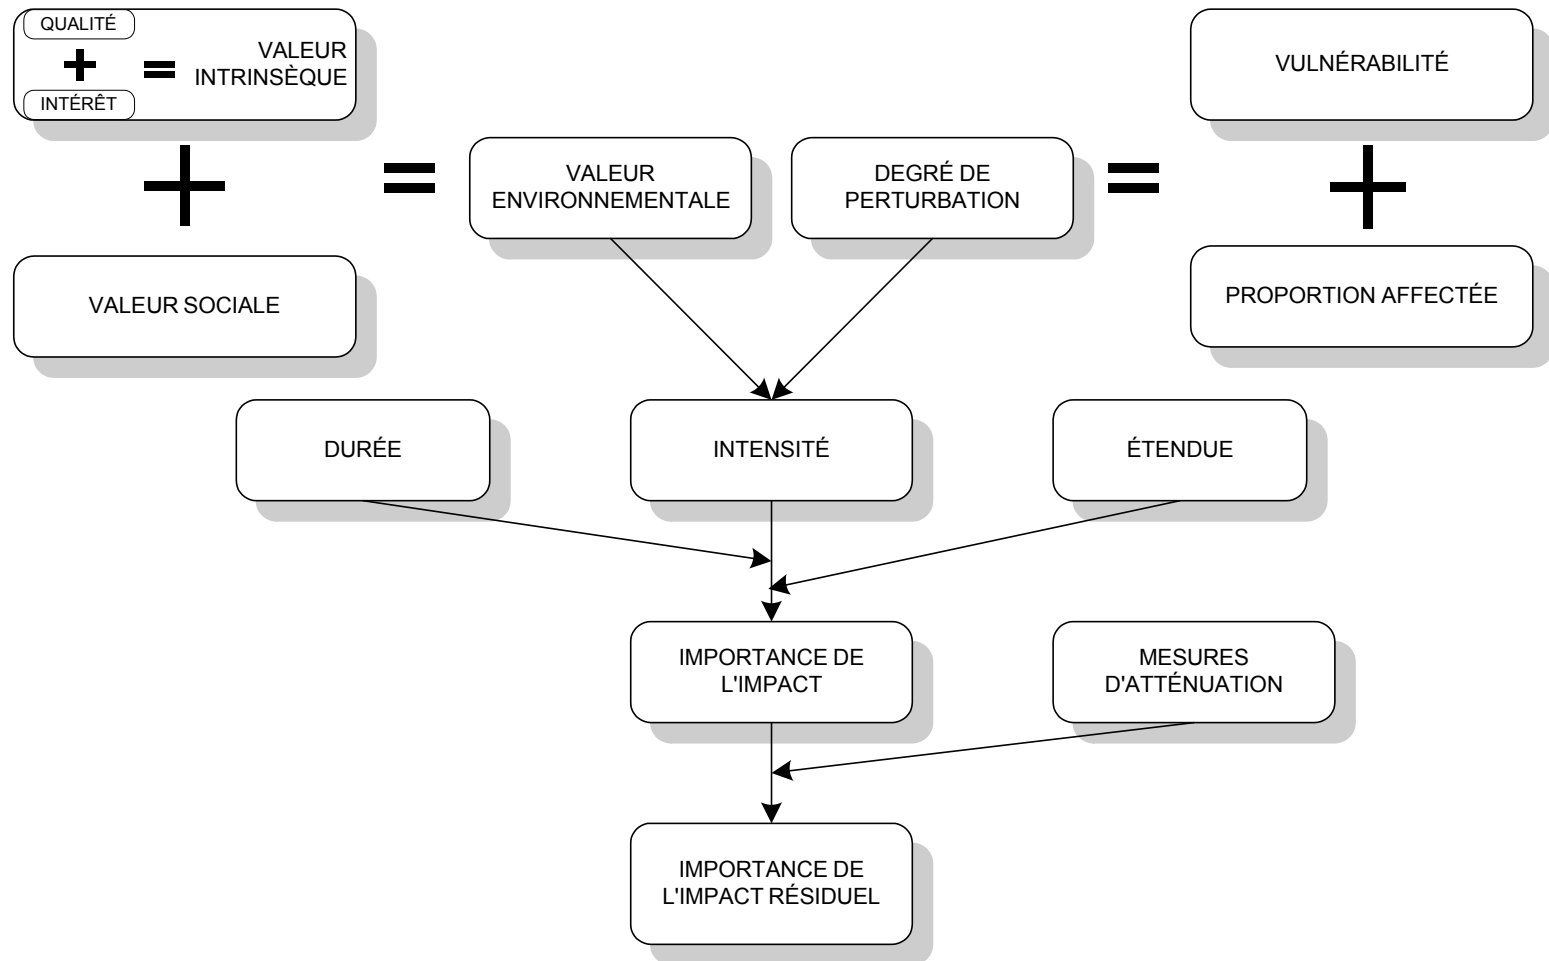 QUALITÉ
+ = VALEUR
INTRINSÈQUE
INTÉRÊT
VULNÉRABILITÉ
+
=
VALEUR
ENVIRONNEMENTALE
DEGRÉ DE
PERTURBATION
=
+
VALEUR SOCIALE
PROPORTION AFFECTÉE
DURÉE
INTENSITÉ
ÉTENDUE
IMPORTANCE DE
L'IMPACT
MESURES
D'ATTÉNUATION
IMPORTANCE DE
L'IMPACT RÉSIDUEL